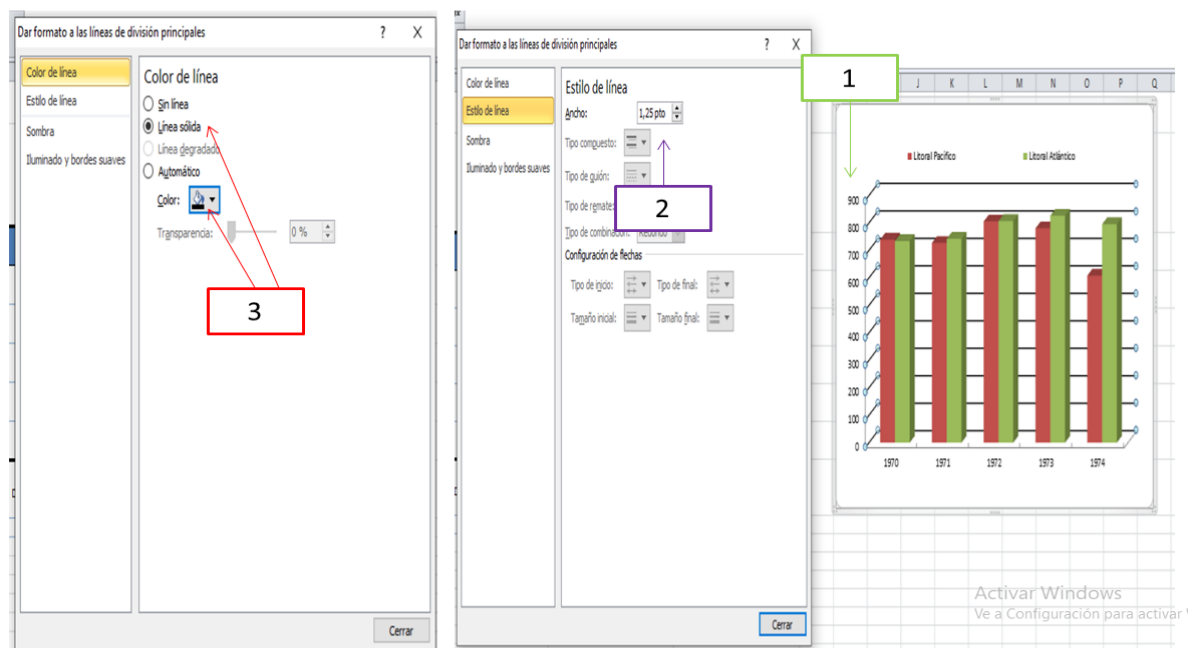 Dar formato a las líneas de división principales
? X
Color de línea
Estilo de línea
Sombra
Iluminado y bordes suaves
Color de línea
Sin línea
Línea sólida
Línea degradado
Automático
Color:
Transparencia:
0 %
3
Cerrar
Dar formato a las líneas de división principales
? X
Color de línea
Estilo de línea
Sombra
Iluminado y bordes suaves
Estilo de línea
Ancho: 1,25 pto
Tipo compuesto:
Tipo de guión:
Tipo de remate:
2
Tipo de combinación: Redondo
Configuración de flechas
Tipo de inicio: Tipo de final:
Tamaño inicial: Tamaño final:
Cerrar
1
J K L M N O P Q
Litoral Pacífico Litoral Atlántico
900
800
700
600
500
400
300
200
100
0
1970 1971 1972 1973 1974
Activar Windows
Ve a Configuración para activar